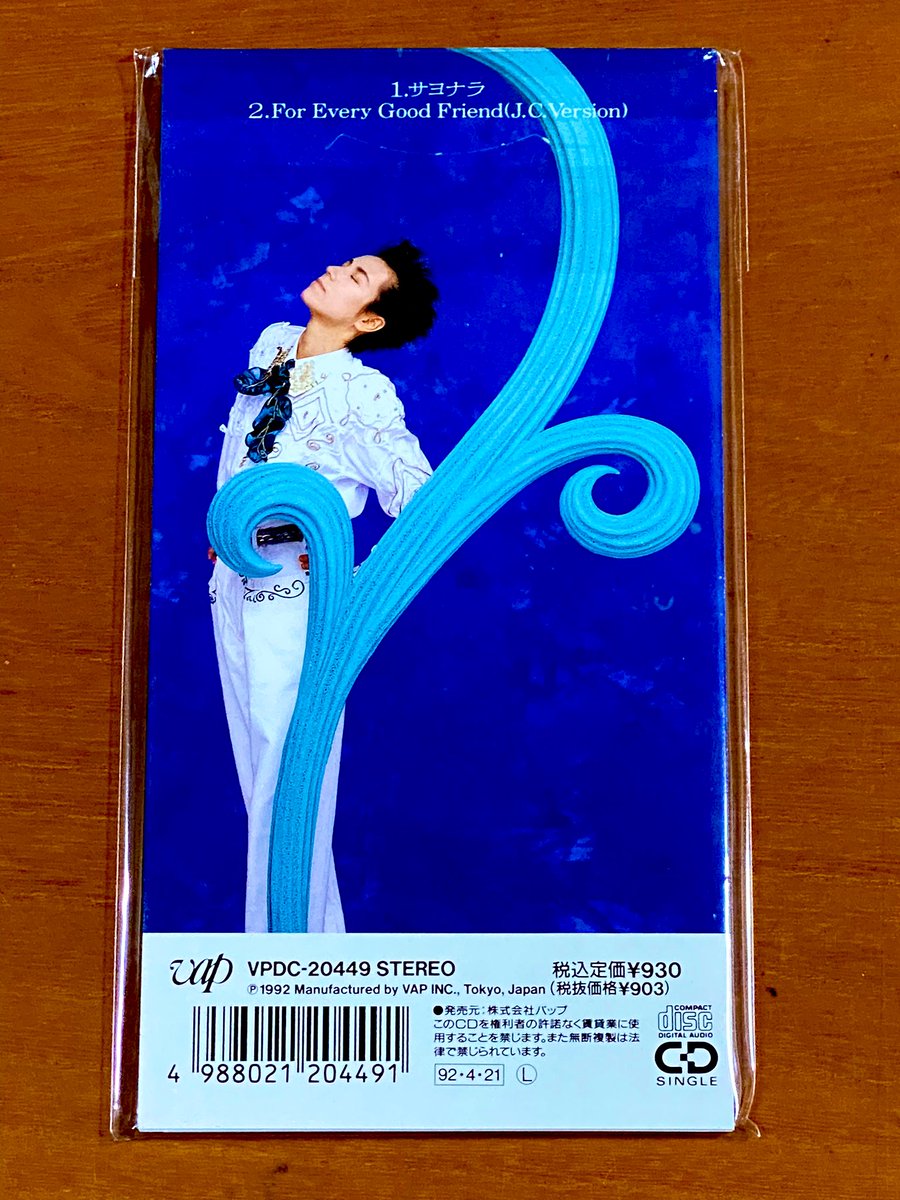 1.サヨナラ
2.For Every Good Friend(J.C.Version)
vap VPDC-20449 STEREO 税込定価¥930
Ⓟ1992 Manufactured by VAP INC., Tokyo, Japan (税抜価格¥903)
●発売元:株式会社バップ
このCDを権利者の許諾なく賃貸業に使
用することを禁じます。また無断複製は法
律で禁じられています。
92・4・21 Ⓛ
COMPACT
disc
DIGITAL AUDIO
CD
SINGLE
4 988021 204491